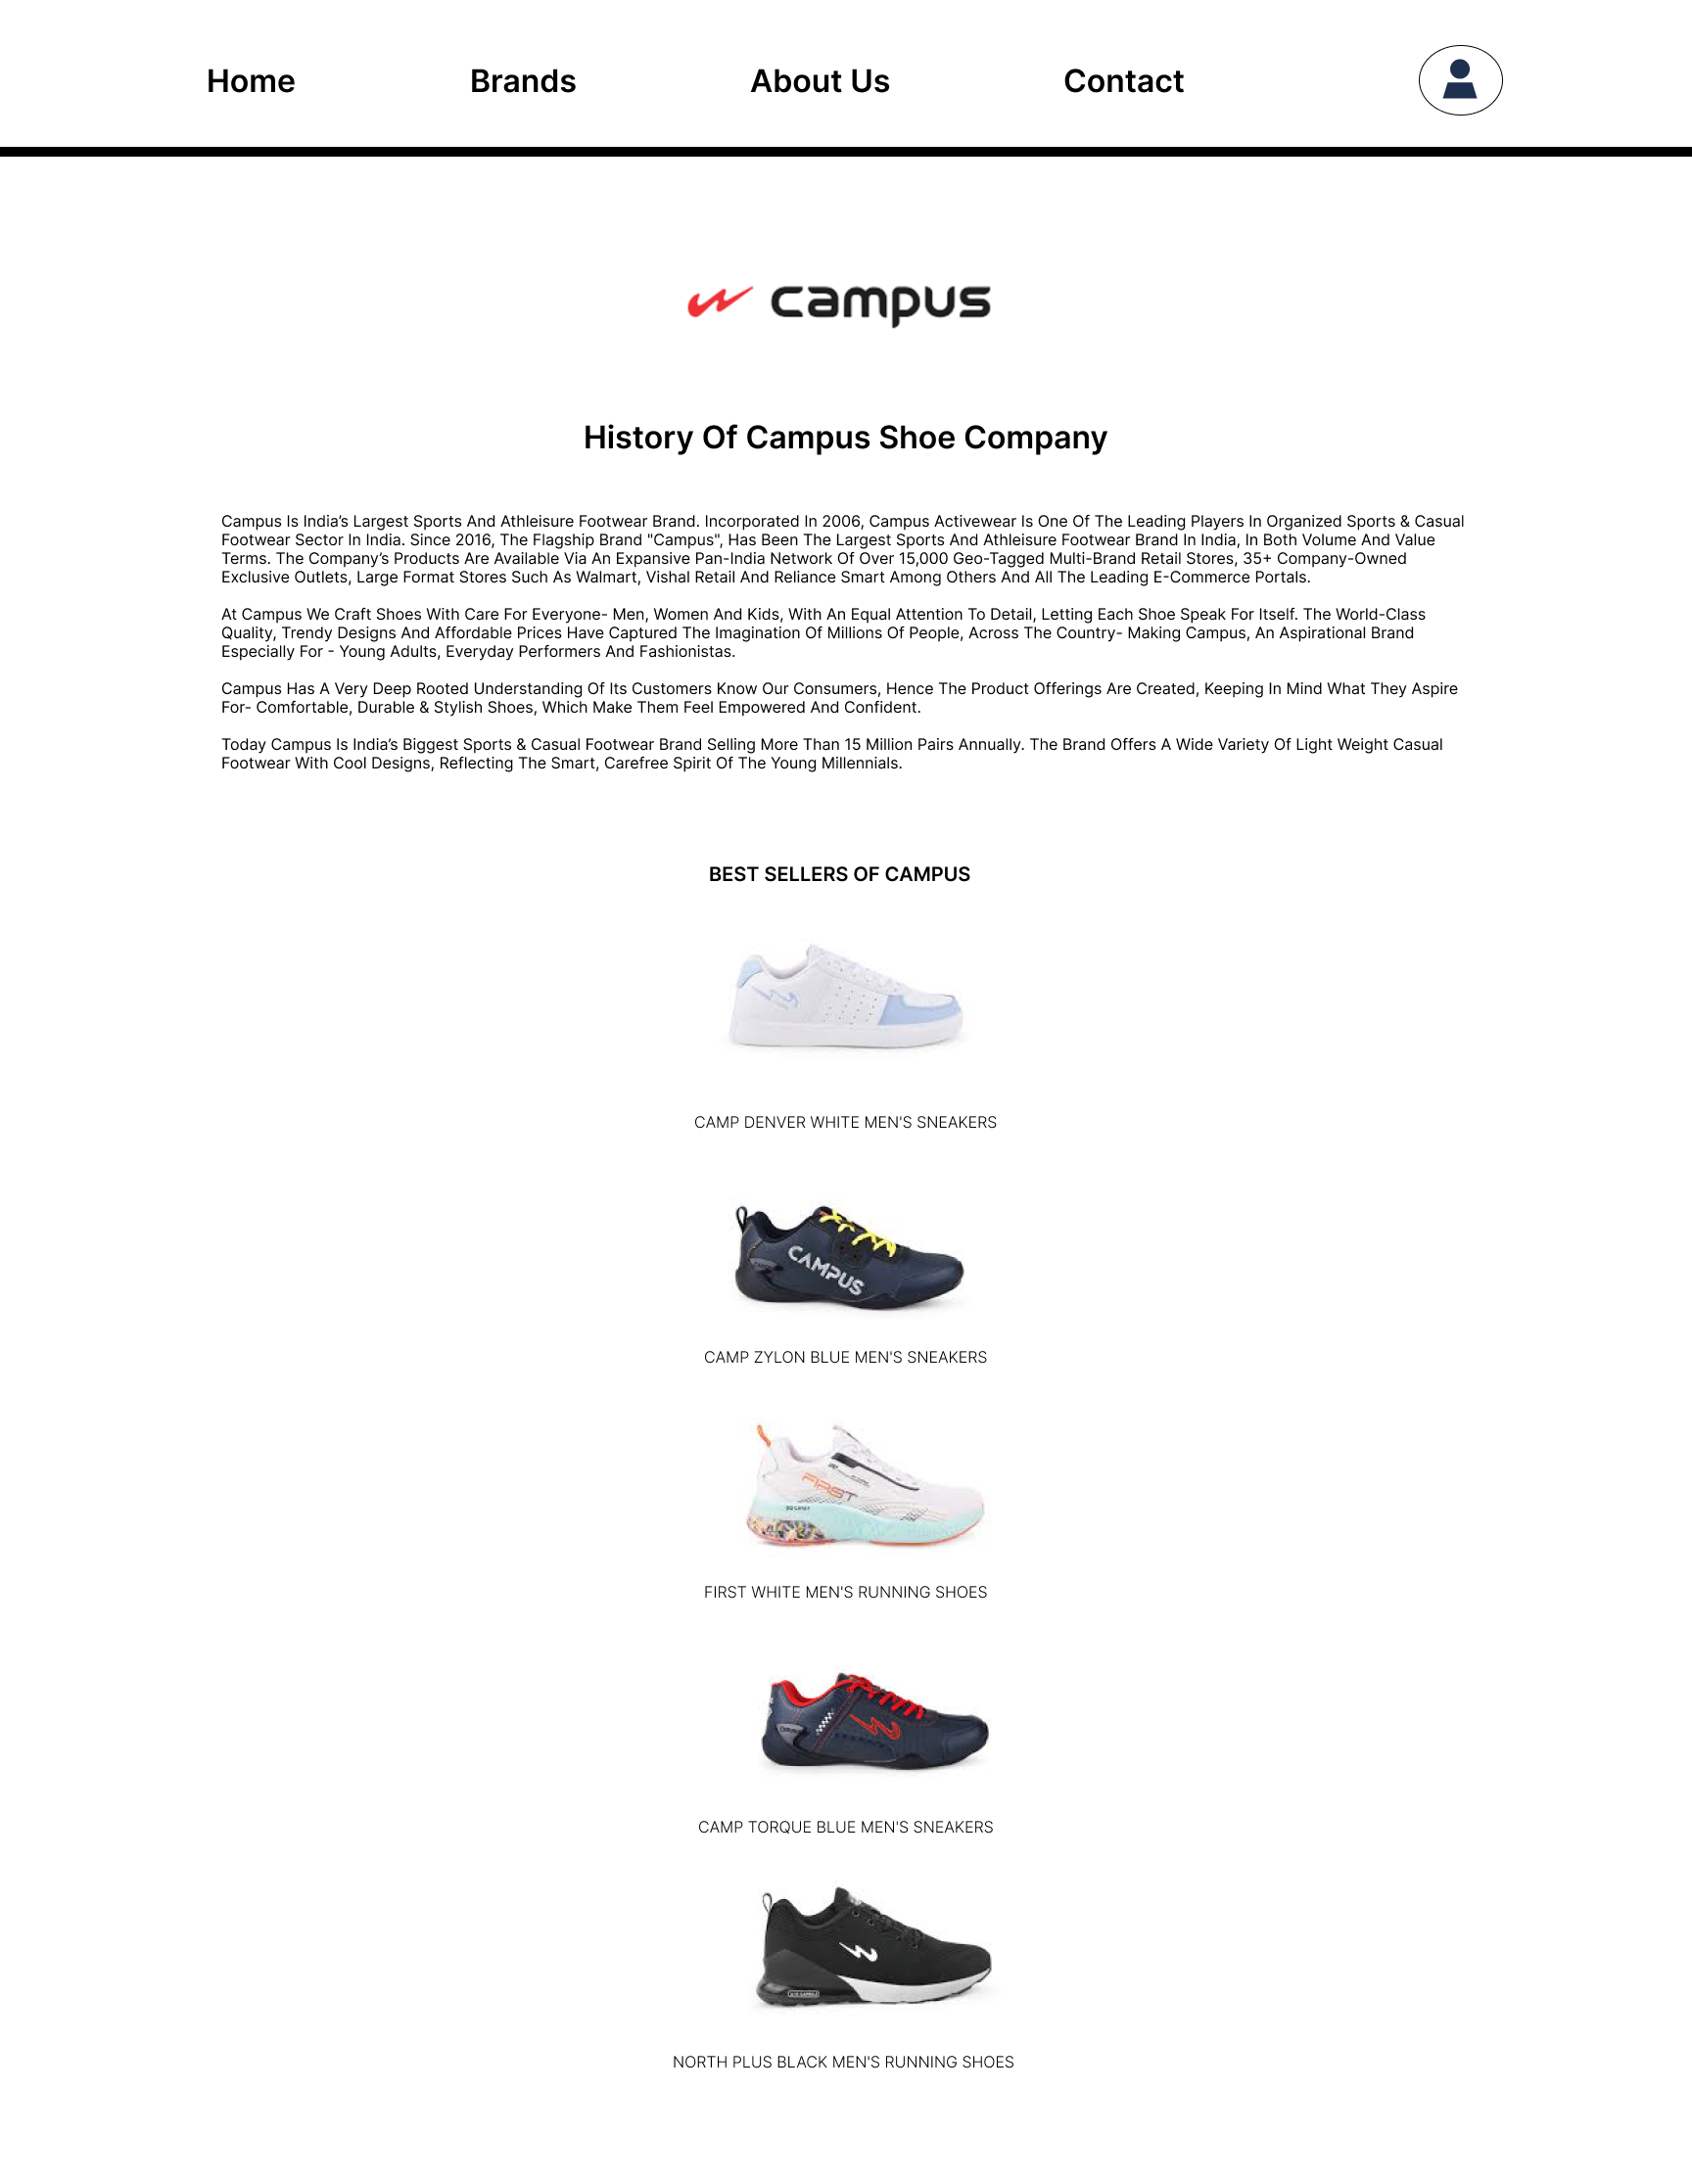 Home Brands About Us Contact
campus
History Of Campus Shoe Company
Campus Is India’s Largest Sports And Athleisure Footwear Brand. Incorporated In 2006, Campus Activewear Is One Of The Leading Players In Organized Sports & Casual
Footwear Sector In India. Since 2016, The Flagship Brand "Campus", Has Been The Largest Sports And Athleisure Footwear Brand In India, In Both Volume And Value
Terms. The Company’s Products Are Available Via An Expansive Pan-India Network Of Over 15,000 Geo-Tagged Multi-Brand Retail Stores, 35+ Company-Owned
Exclusive Outlets, Large Format Stores Such As Walmart, Vishal Retail And Reliance Smart Among Others And All The Leading E-Commerce Portals.
At Campus We Craft Shoes With Care For Everyone- Men, Women And Kids, With An Equal Attention To Detail, Letting Each Shoe Speak For Itself. The World-Class
Quality, Trendy Designs And Affordable Prices Have Captured The Imagination Of Millions Of People, Across The Country- Making Campus, An Aspirational Brand
Especially For - Young Adults, Everyday Performers And Fashionistas.
Campus Has A Very Deep Rooted Understanding Of Its Customers Know Our Consumers, Hence The Product Offerings Are Created, Keeping In Mind What They Aspire
For- Comfortable, Durable & Stylish Shoes, Which Make Them Feel Empowered And Confident.
Today Campus Is India’s Biggest Sports & Casual Footwear Brand Selling More Than 15 Million Pairs Annually. The Brand Offers A Wide Variety Of Light Weight Casual
Footwear With Cool Designs, Reflecting The Smart, Carefree Spirit Of The Young Millennials.
BEST SELLERS OF CAMPUS
CAMP DENVER WHITE MEN'S SNEAKERS
CAMPUS
CAMP ZYLON BLUE MEN'S SNEAKERS
FIRST
FIRST WHITE MEN'S RUNNING SHOES
CAMP TORQUE BLUE MEN'S SNEAKERS
NORTH PLUS BLACK MEN'S RUNNING SHOES